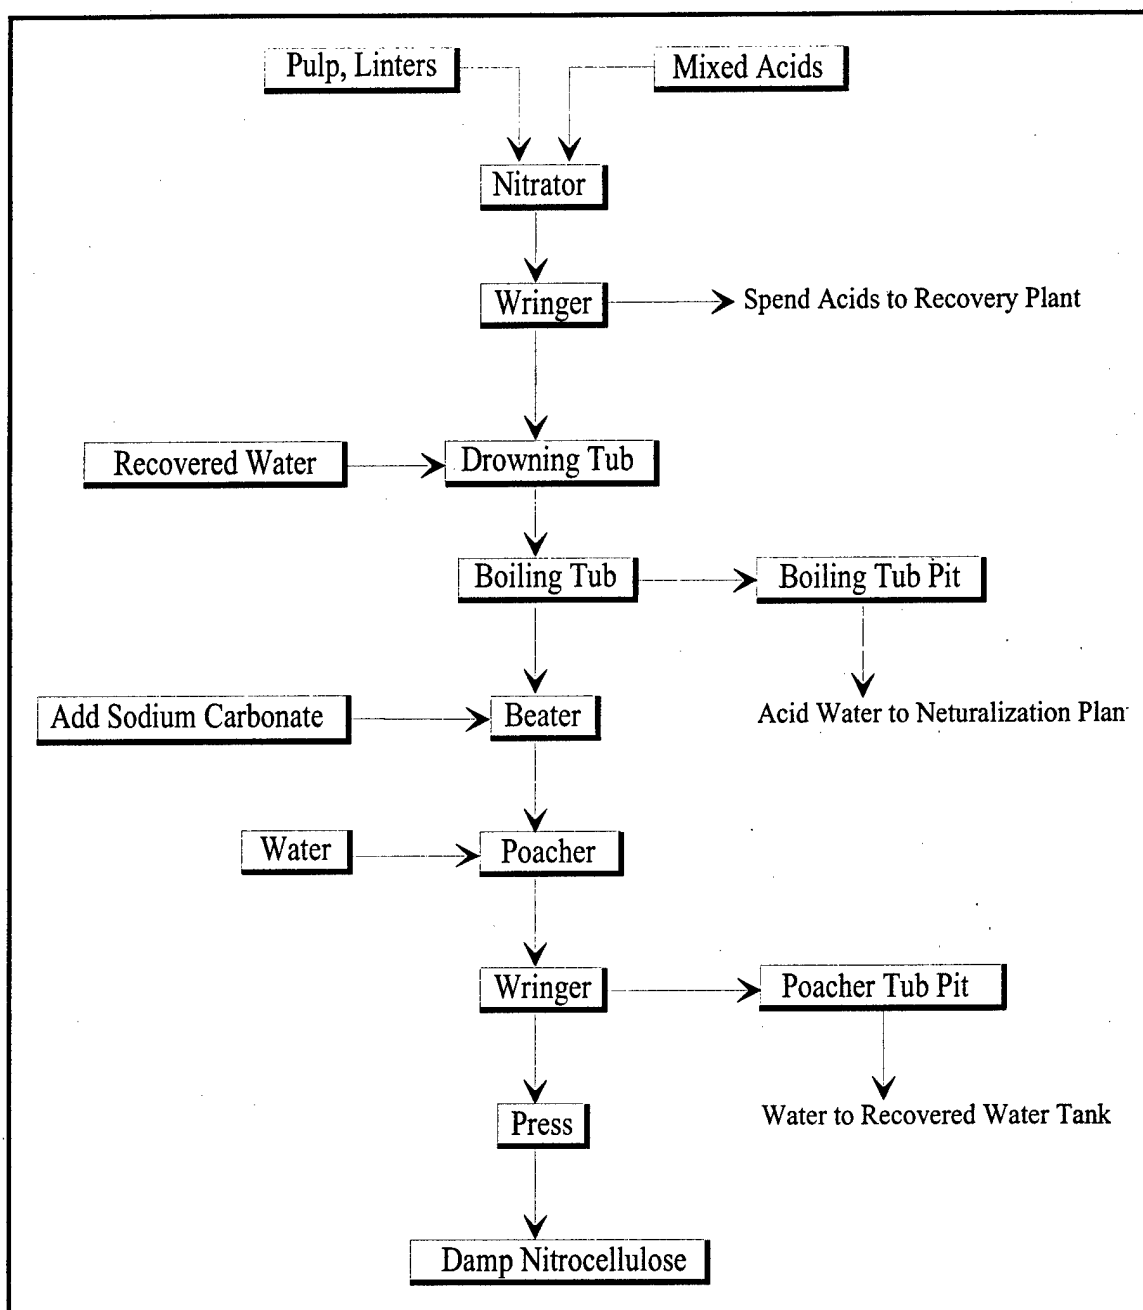 Pulp, Linters
Mixed Acids
Nitrator
Wringer
Spend Acids to Recovery Plant
Recovered Water
Drowning Tub
Boiling Tub
Boiling Tub Pit
Add Sodium Carbonate
Beater
Acid Water to Neturalization Plan
Water
Poacher
Wringer
Poacher Tub Pit
Press
Water to Recovered Water Tank
Damp Nitrocellulose